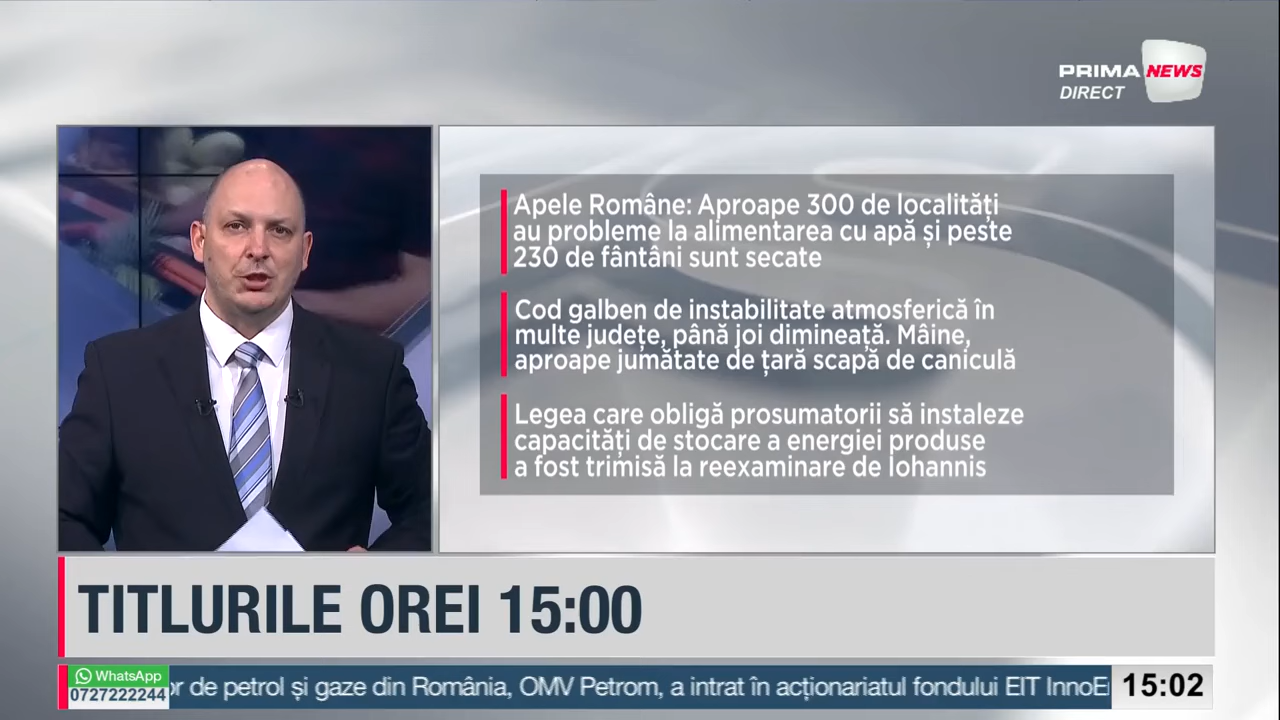 PRIMA NEWS
DIRECT
Apele Române: Aproape 300 de localități
au probleme la alimentarea cu apă și peste
230 de fântâni sunt secate
Cod galben de instabilitate atmosferică în
multe județe, până joi dimineață. Mâine,
aproape jumătate de țară scapă de caniculă
Legea care obligă prosumatorii să instaleze
capacități de stocare a energiei produse
a fost trimisă la reexaminare de Iohannis
TITLURILE OREI 15:00
WhatsApp
0727222244
or de petrol și gaze din România, OMV Petrom, a intrat în acționariatul fondului EIT InnoE
15:02